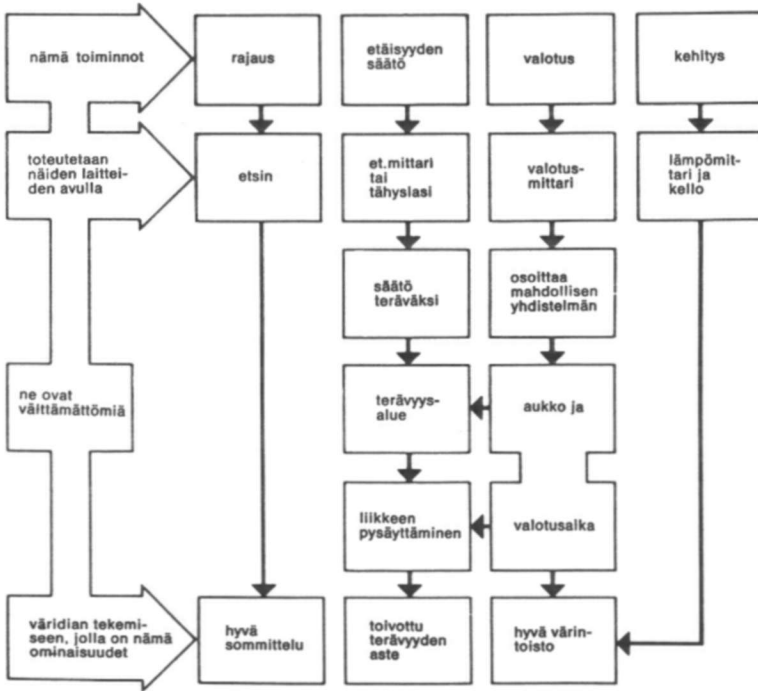 nämä toiminnot
rajaus
etäisyyden
säätö
valotus
kehitys
toteutetaan
näiden laittei-
den avulla
etsin
et.mittari
tai
tähyslasi
valotus-
mittari
lämpömit-
tari ja
kello
säätö
teräväksi
osoittaa
mahdollisen
yhdistelmän
ne ovat
välttämättömiä
terävyys-
alue
aukko ja
liikkeen
pysäyttäminen
valotusaika
väridian tekemi-
seen, jolla on nämä
ominaisuudet
hyvä
sommittelu
toivottu
terävyyden
aste
hyvä värin-
toisto